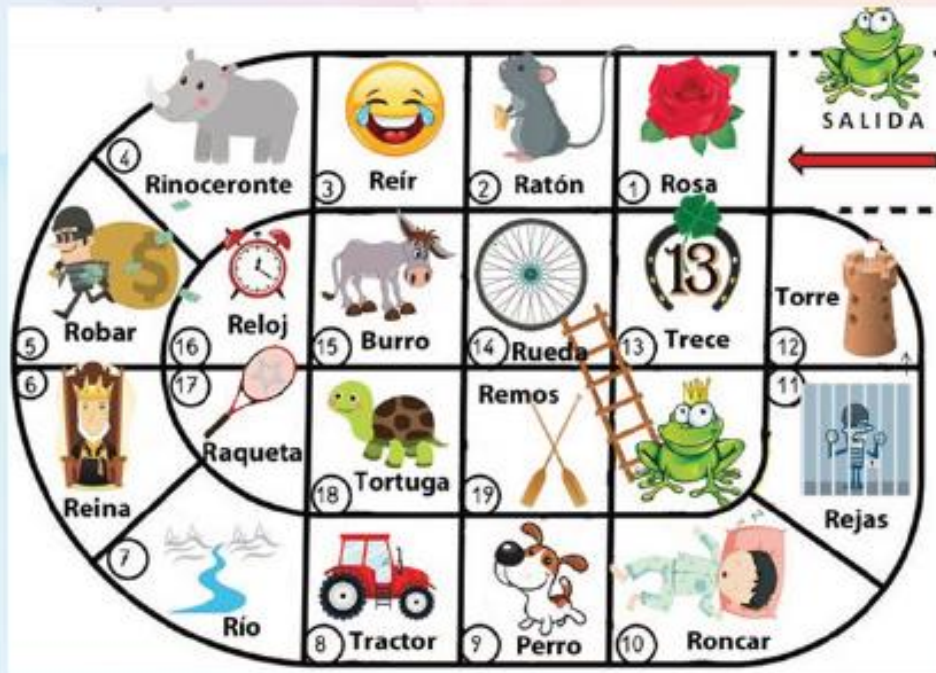 SALIDA
1 Rosa
2 Ratón
3 Reír
4
Rinoceronte
5 Robar
6
Reina
7
Río
8 Tractor
9 Perro
10 Roncar
11
Rejas
Torre
12
13
13 Trece
14 Rueda
15 Burro
Reloj
16
17
Raqueta
18 Tortuga
Remos
19
$